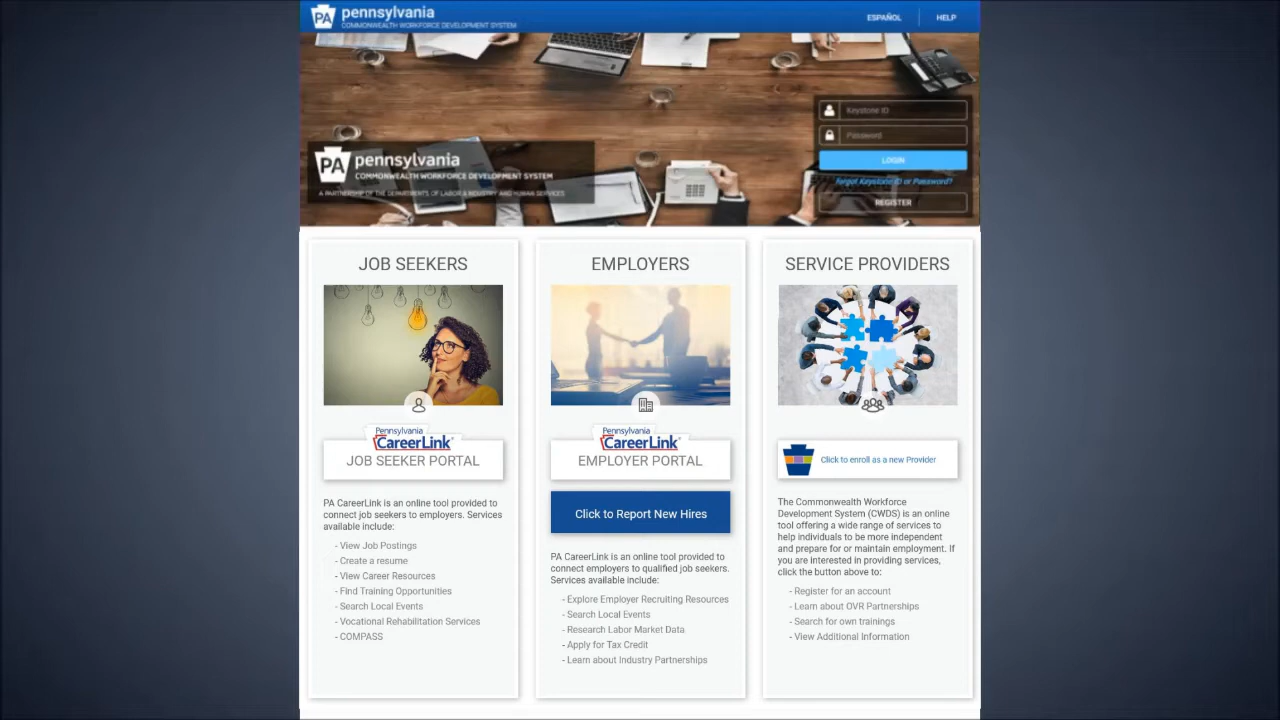 PA pennsylvania
COMMONWEALTH WORKFORCE DEVELOPMENT SYSTEM
ESPAÑOL
HELP
Keystone ID
Password
LOGIN
Forgot Keystone ID or Password?
REGISTER
PA pennsylvania
COMMONWEALTH WORKFORCE DEVELOPMENT SYSTEM
A PARTNERSHIP OF THE DEPARTMENTS OF LABOR & INDUSTRY AND HUMAN SERVICES
JOB SEEKERS
Pennsylvania
CareerLink®
JOB SEEKER PORTAL
PA CareerLink is an online tool provided to
connect job seekers to employers. Services
available include:
- View Job Postings
- Create a resume
- View Career Resources
- Find Training Opportunities
- Search Local Events
- Vocational Rehabilitation Services
- COMPASS
EMPLOYERS
Pennsylvania
CareerLink®
EMPLOYER PORTAL
Click to Report New Hires
PA CareerLink is an online tool provided to
connect employers to qualified job seekers.
Services available include:
- Explore Employer Recruiting Resources
- Search Local Events
- Research Labor Market Data
- Apply for Tax Credit
- Learn about Industry Partnerships
SERVICE PROVIDERS
Click to enroll as a new Provider
The Commonwealth Workforce
Development System (CWDS) is an online
tool offering a wide range of services to
help individuals to be more independent
and prepare for or maintain employment. If
you are interested in providing services,
click the button above to:
- Register for an account
- Learn about OVR Partnerships
- Search for own trainings
- View Additional Information